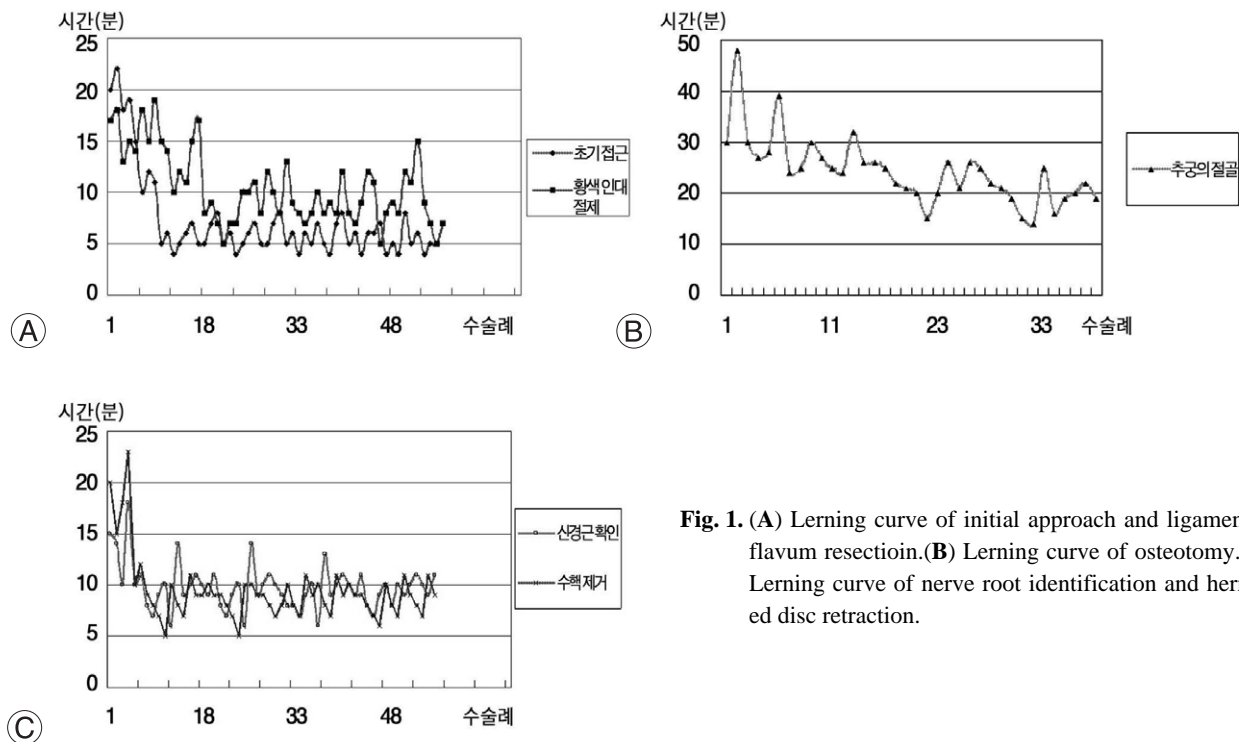 시간(분)
25
20
15
10
5
0
1 18 33 48 수술례
초기 접근
황색 인대
절제
A
시간(분)
50
40
30
20
10
0
1 11 23 33 수술례
추궁의 절골
B
시간(분)
25
20
15
10
5
0
1 18 33 48 수술례
신경근 확인
수핵 제거
C
Fig. 1. (A) Lerning curve of initial approach and ligamen
flavum resectioin.(B) Lerning curve of osteotomy.
Lerning curve of nerve root identification and her
ed disc retraction.